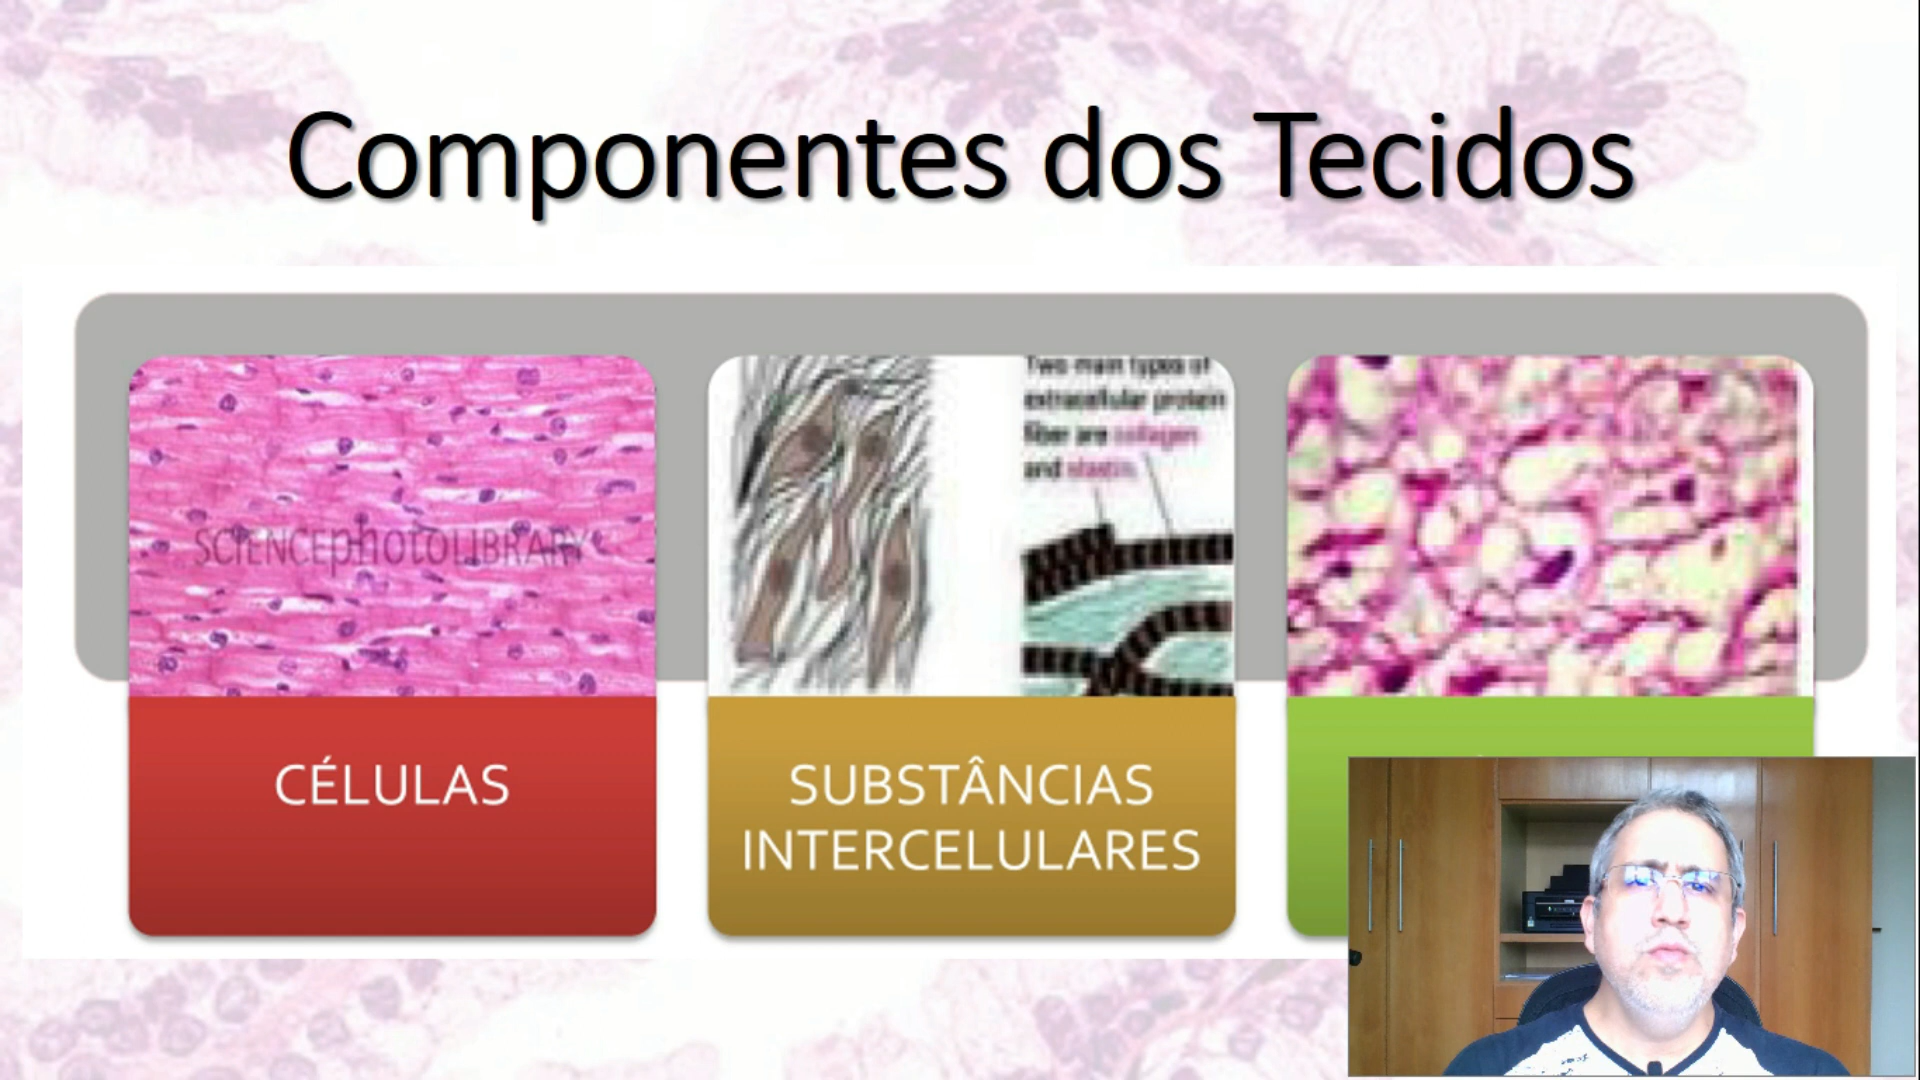 Componentes dos Tecidos
Two main types of
extracellular protein
fiber are collagen
and elastin.
SCIENCEphotoLIBRARY
CÉLULAS
SUBSTÂNCIAS
INTERCELULARES